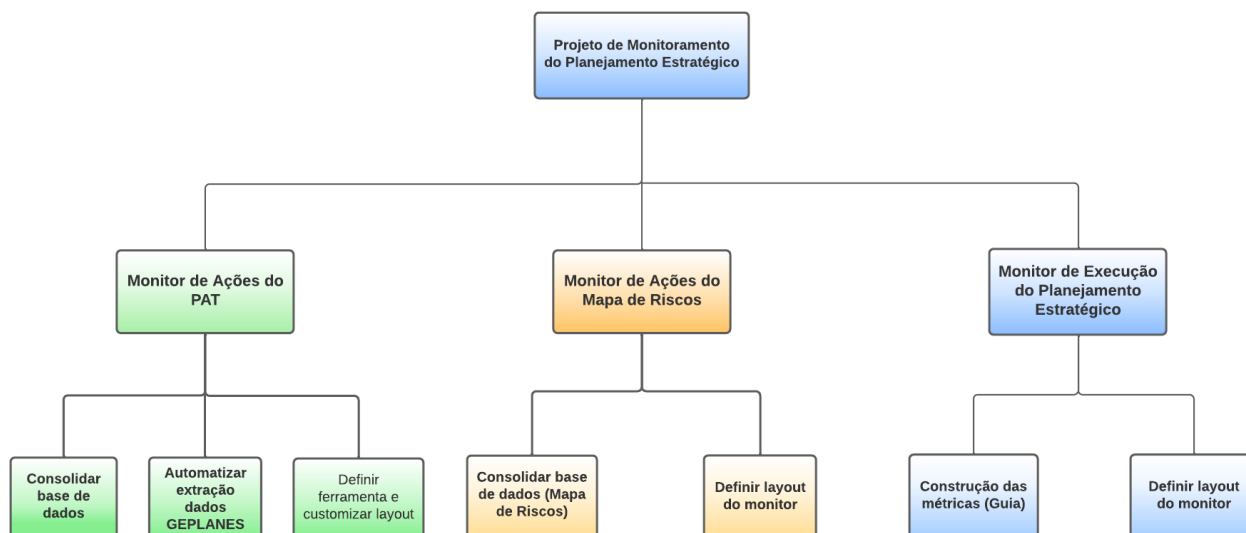 Projeto de Monitoramento
do Planejamento Estratégico
Monitor de Ações do
PAT
Monitor de Ações do
Mapa de Riscos
Monitor de Execução
do Planejamento
Estratégico
Consolidar
base de
dados
Automatizar
extração
dados
GEPLANES
Definir
ferramenta e
customizar layout
Consolidar base
de dados (Mapa
de Riscos)
Definir layout
do monitor
Construção das
métricas (Guia)
Definir layout
do monitor